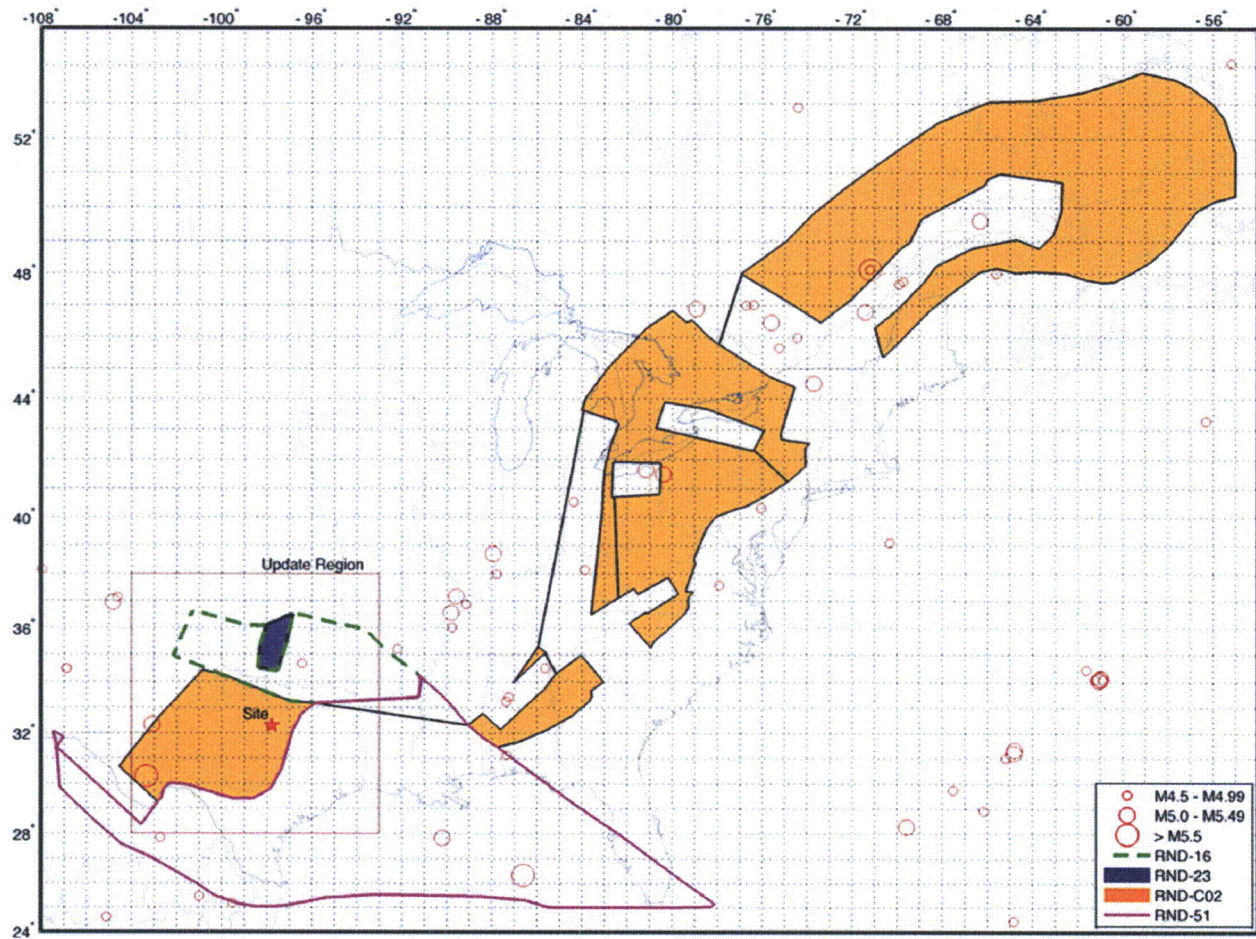 -108° -104° -100° -96° -92° -88° -84° -80° -76° -72° -68° -64° -60° -56°
52°
48°
44°
40°
Update Region
36°
Site
32°
28°
24°
M4.5 - M4.99
M5.0 - M5.49
> M5.5
RND-16
RND-23
RND-C02
RND-51